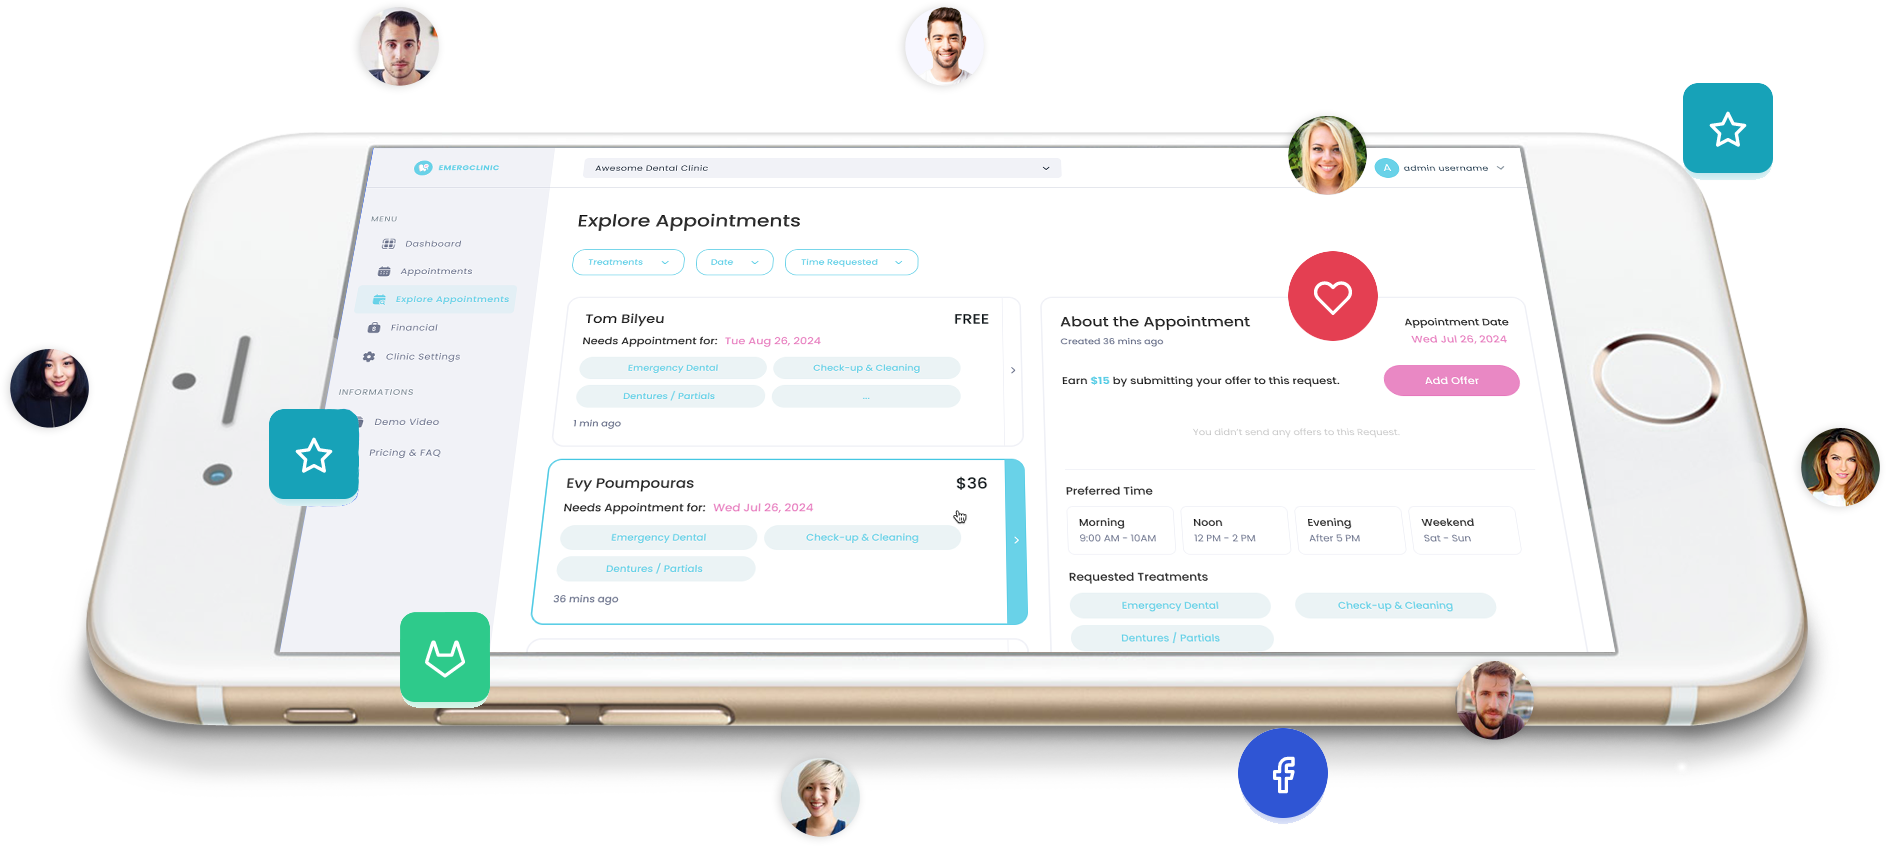 EMERGCLINIC
Awesome Dental Clinic
A admin username
MENU
Dashboard
Appointments
Explore Appointments
Financial
Clinic Settings
INFORMATIONS
Demo Video
Pricing & FAQ
Explore Appointments
Treatments
Date
Time Requested
Tom Bilyeu
FREE
Needs Appointment for: Tue Aug 26, 2024
Emergency Dental
Check-up & Cleaning
Dentures / Partials
...
1 min ago
Evy Poumpouras
$36
Needs Appointment for: Wed Jul 26, 2024
Emergency Dental
Check-up & Cleaning
Dentures / Partials
36 mins ago
About the Appointment
Created 36 mins ago
Appointment Date
Wed Jul 26, 2024
Earn $15 by submitting your offer to this request.
Add Offer
You didn't send any offers to this Request.
Preferred Time
Morning
9:00 AM - 10AM
Noon
12 PM - 2 PM
Evening
After 5 PM
Weekend
Sat - Sun
Requested Treatments
Emergency Dental
Check-up & Cleaning
Dentures / Partials